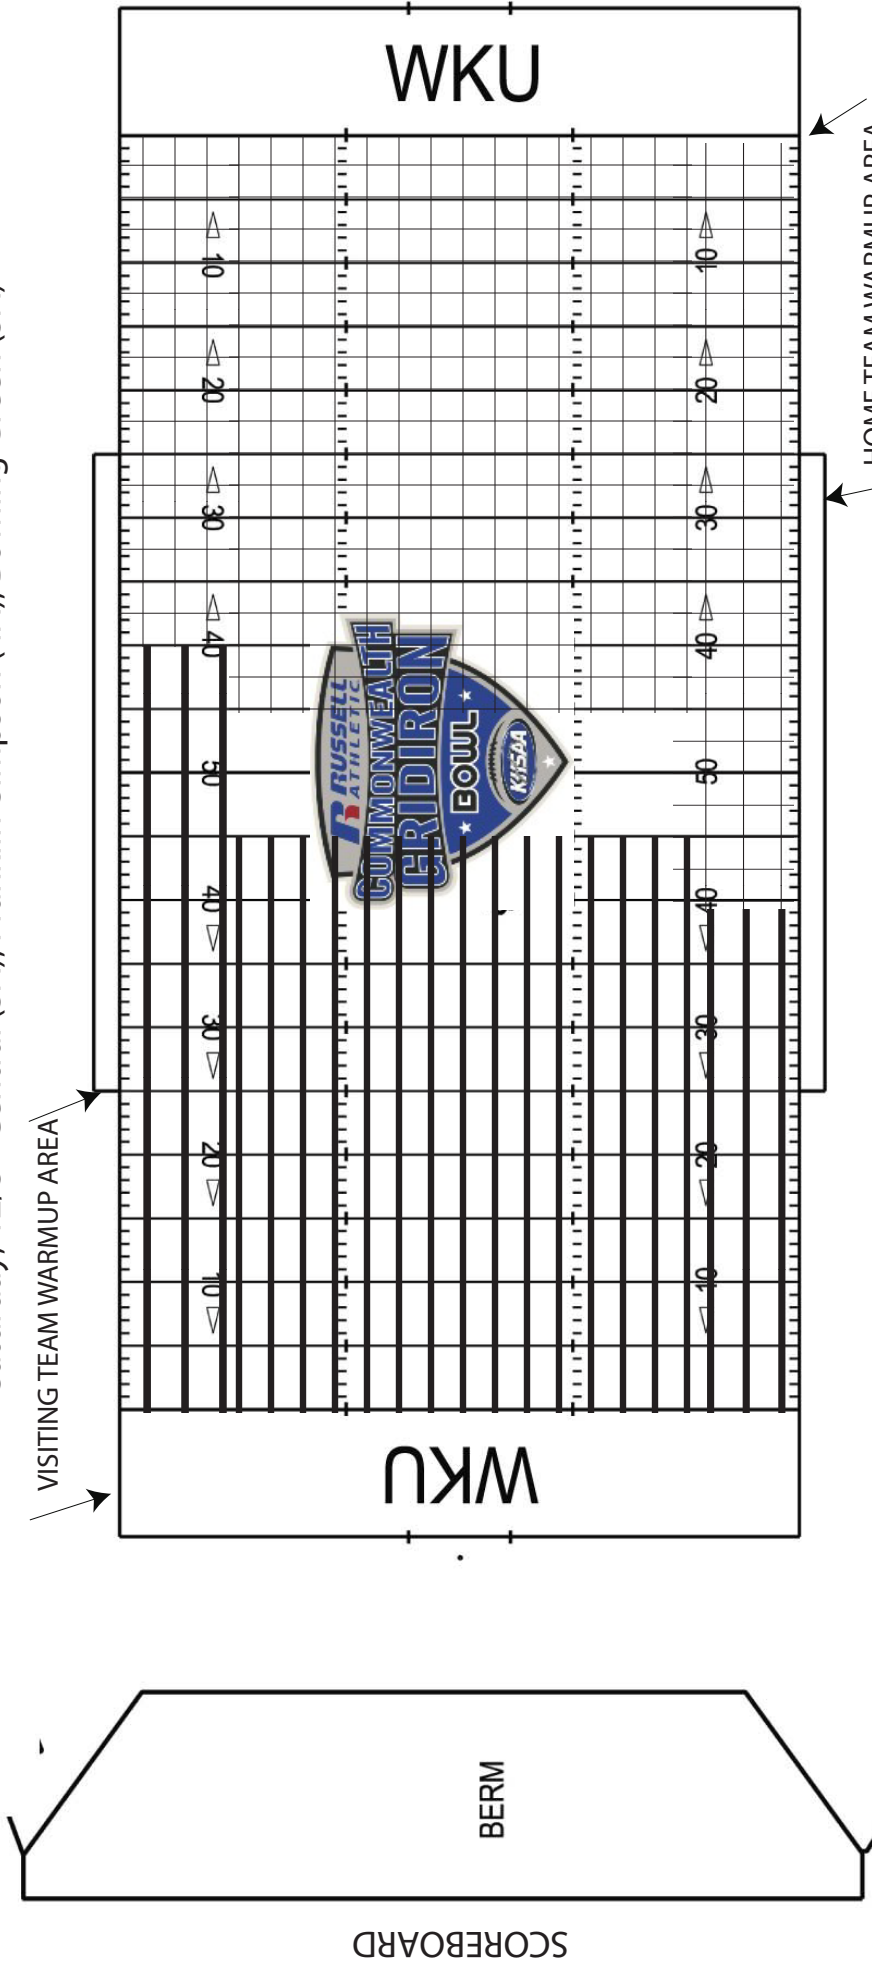 WKU
10
20
30
40
50
40
30
20
10
10
20
30
40
50
40
30
20
10
RUSSELL
ATHLETIC
COMMONWEALTH
GRIDIRON
BOWL
KHSAA
VISITING TEAM WARMUP AREA
HOME TEAM WARMUP AREA
WKU
BERM
SCOREBOARD